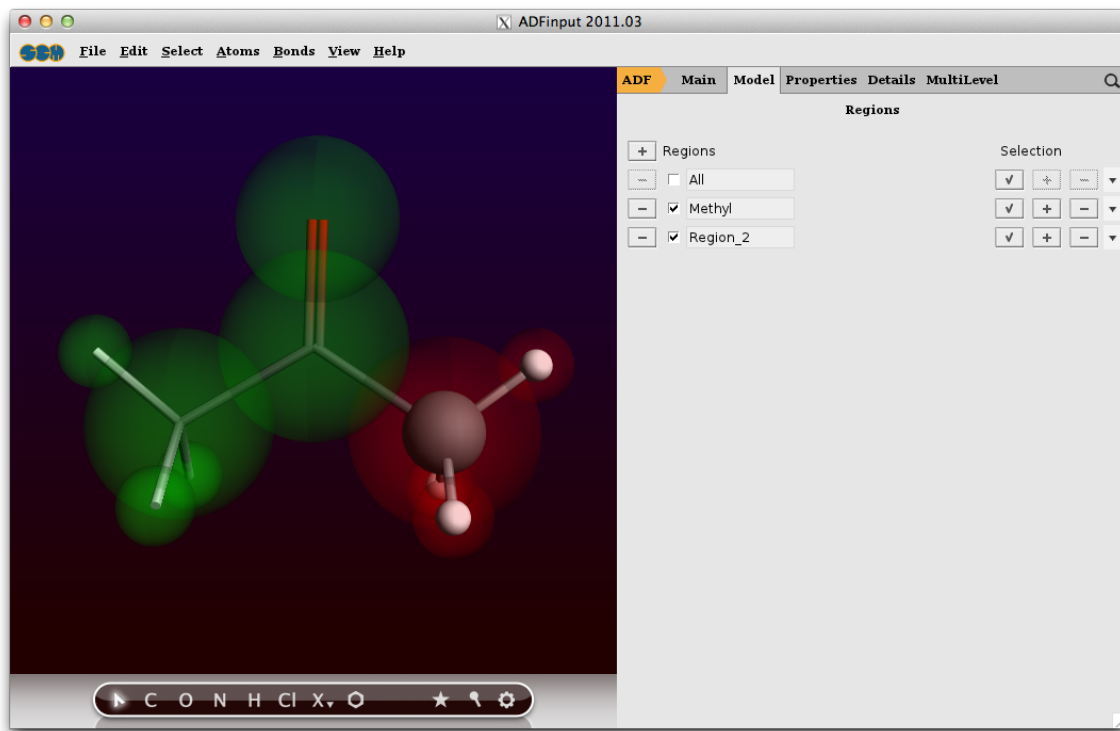 X ADFinput 2011.03
SCM File Edit Select Atoms Bonds View Help
ADF Main Model Properties Details MultiLevel
Regions
+ Regions Selection
All
Methyl
Region_2
C O N H Cl X